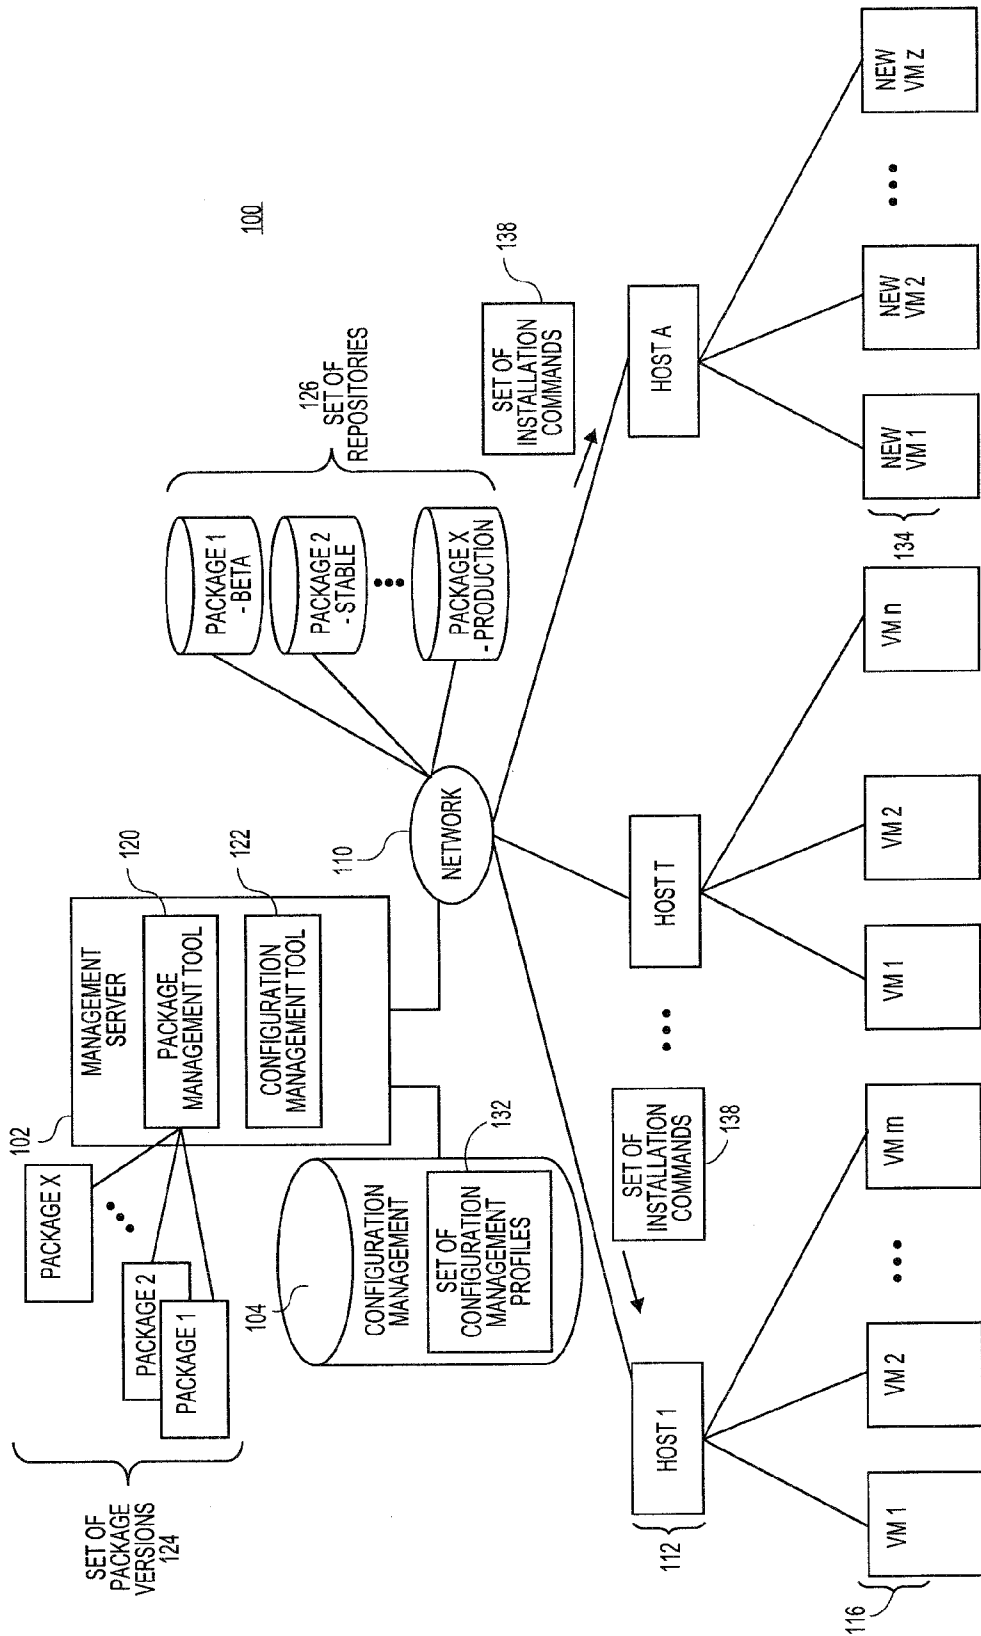 100
SET OF
PACKAGE
VERSIONS
124
PACKAGE X
PACKAGE 2
PACKAGE 1
102
MANAGEMENT
SERVER
PACKAGE
MANAGEMENT TOOL
120
CONFIGURATION
MANAGEMENT TOOL
122
104
CONFIGURATION
MANAGEMENT
SET OF
CONFIGURATION
MANAGEMENT
PROFILES
132
110
NETWORK
PACKAGE 1
- BETA
PACKAGE 2
- STABLE
PACKAGE X
- PRODUCTION
126
SET OF
REPOSITORIES
SET OF
INSTALLATION
COMMANDS
138
SET OF
INSTALLATION
COMMANDS
138
112
HOST 1
HOST T
HOST A
116
VM 1
VM 2
VM m
VM 1
VM 2
VM n
134
NEW
VM 1
NEW
VM 2
NEW
VM Z